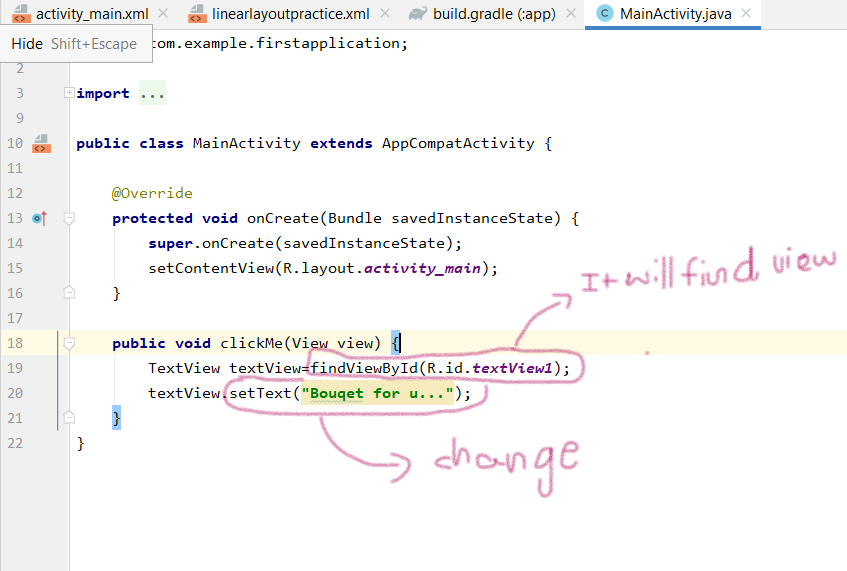 activity_main.xml linearlayoutpractice.xml build.gradle (:app) MainActivity.java
Hide Shift+Escape
com.example.firstapplication;
2
3 import ...
9
10 public class MainActivity extends AppCompatActivity {
11
12 @Override
13 protected void onCreate(Bundle savedInstanceState) {
14 super.onCreate(savedInstanceState);
15 setContentView(R.layout.activity_main);
16 }
17
It will find view
18 public void clickMe(View view) {
19 TextView textView=findViewById(R.id.textView1);
20 textView.setText("Bouqet for u...");
21 }
22 }
change